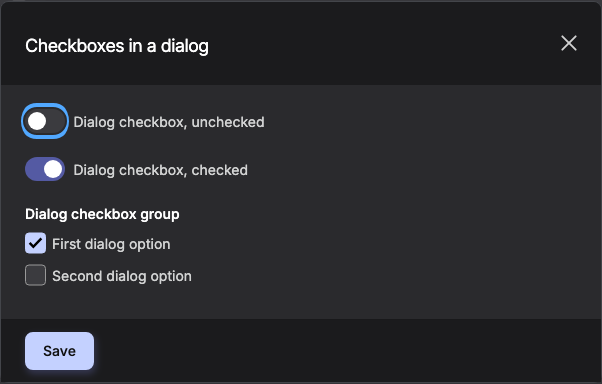 Checkboxes in a dialog
Dialog checkbox, unchecked
Dialog checkbox, checked
Dialog checkbox group
First dialog option
Second dialog option
Save